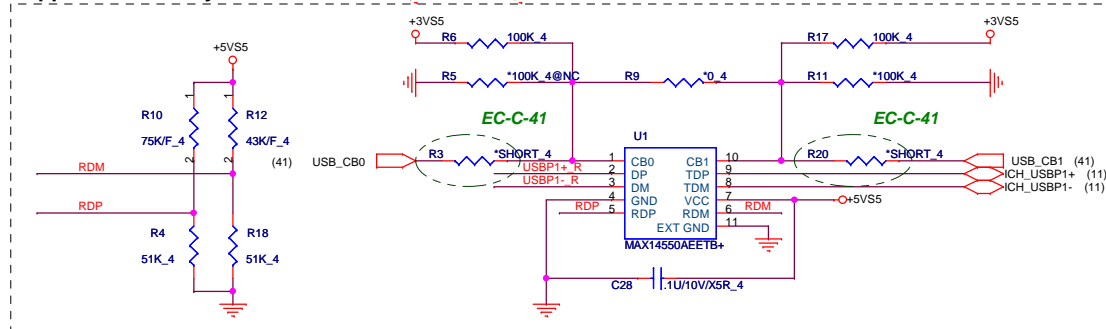 +3VS5
+3VS5
R6 100K_4
R17 100K_4
+5VS5
R5 *100K_4@NC
R9 *0_4
R11 *100K_4
1 1
R10 R12
75K/F_4 43K/F_4
EC-C-41
EC-C-41
U1
2 2
(41) USB_CB0
R3 *SHORT_4
1 CB0 CB1 10
R20 *SHORT_4
USB_CB1 (41)
RDM
USBP1+_R
2 DP TDP 9
ICH_USBP1+ (11)
USBP1-_R
3 DM TDM 8
ICH_USBP1- (11)
4 GND VCC 7
+5VS5
RDP
RDP
5 RDP RDM 6
RDM
EXT GND 11
R4 R18
51K_4 51K_4
MAX14550AEETB+
C28 .1U/10V/X5R_4